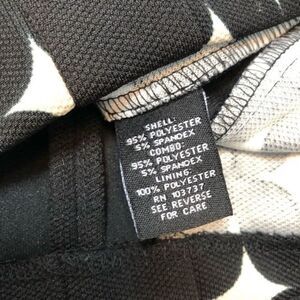 SHELL:
95% POLYESTER
5% SPANDEX
COMBO:
95% POLYESTER
5% SPANDEX
LINING:
100% POLYESTER
RN 103737
SEE REVERSE
FOR CARE